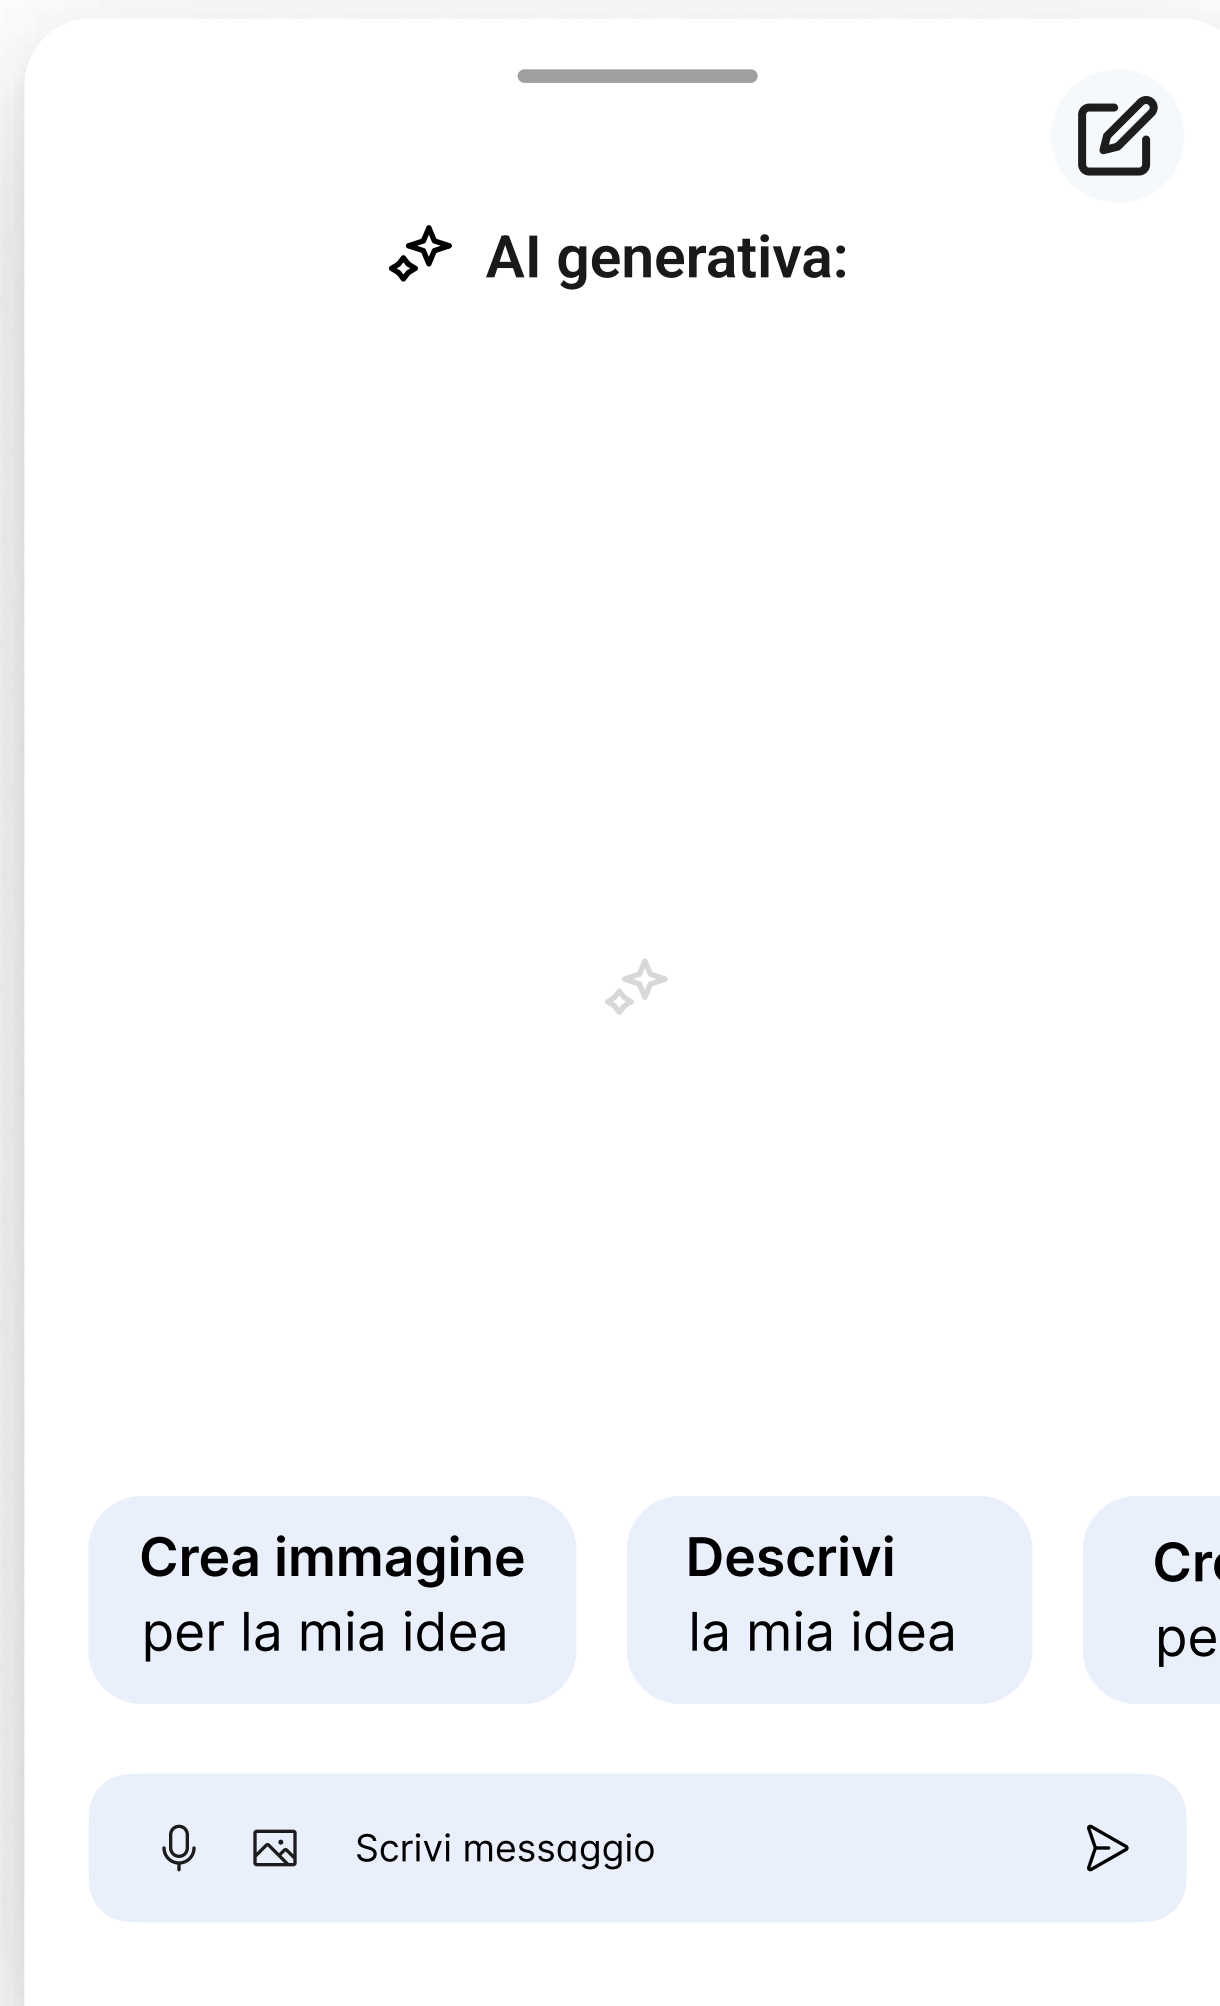 AI generativa:
Crea immagine
per la mia idea
Descrivi
la mia idea
Scrivi messaggio